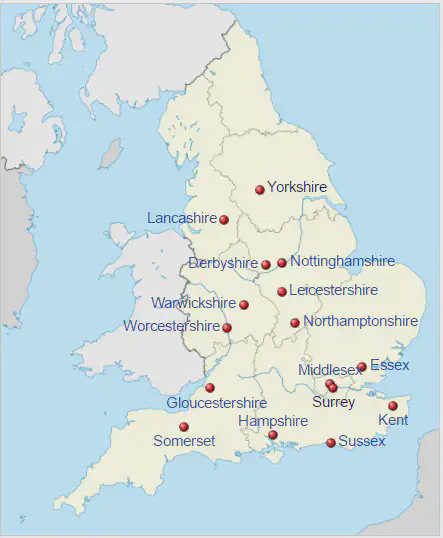 Yorkshire
Lancashire
Derbyshire
Nottinghamshire
Leicestershire
Warwickshire
Northamptonshire
Worcestershire
Middlesex
Essex
Gloucestershire
Surrey
Hampshire
Kent
Somerset
Sussex